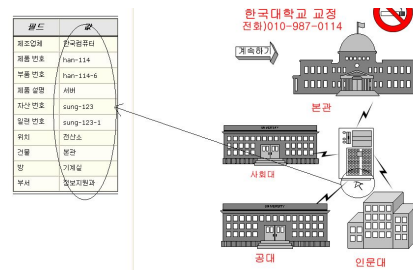 필드 값
제조업체 한국컴퓨터
제품 번호 han-114
부품 번호 han-114-6
제품 설명 서버
자산 번호 sung-123
일련 번호 sung-123-1
위치 전산소
건물 본관
방 기계실
부서 정보지원과
한국대학교 교정
전화)010-987-0114
계속하기
본관
UNIVERSITY
사회대
UNIVERSITY
공대
인문대